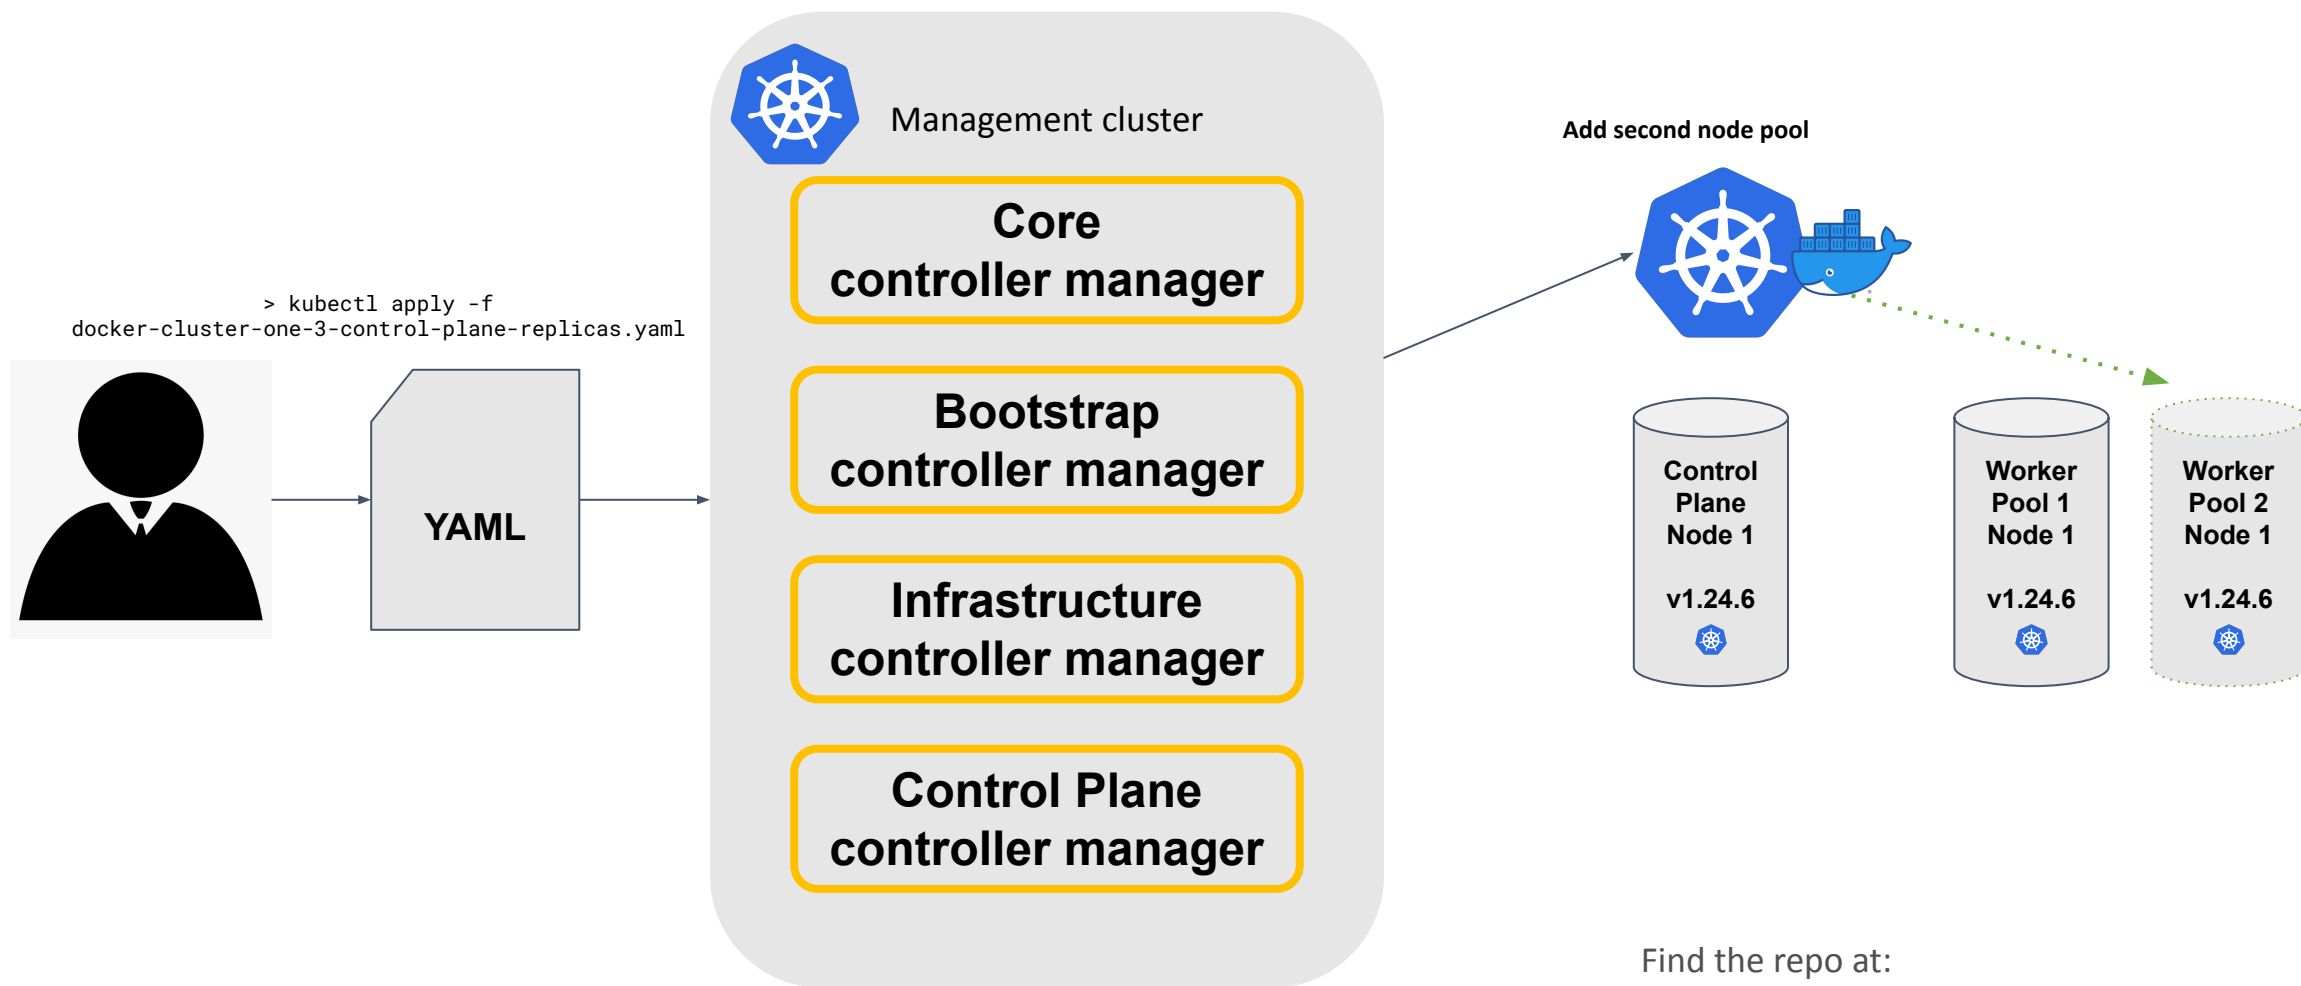 Management cluster
Add second node pool
> kubectl apply -f
docker-cluster-one-3-control-plane-replicas.yaml
YAML
Core
controller manager
Bootstrap
controller manager
Infrastructure
controller manager
Control Plane
controller manager
Control
Plane
Node 1
v1.24.6
Worker
Pool 1
Node 1
v1.24.6
Worker
Pool 2
Node 1
v1.24.6
Find the repo at: